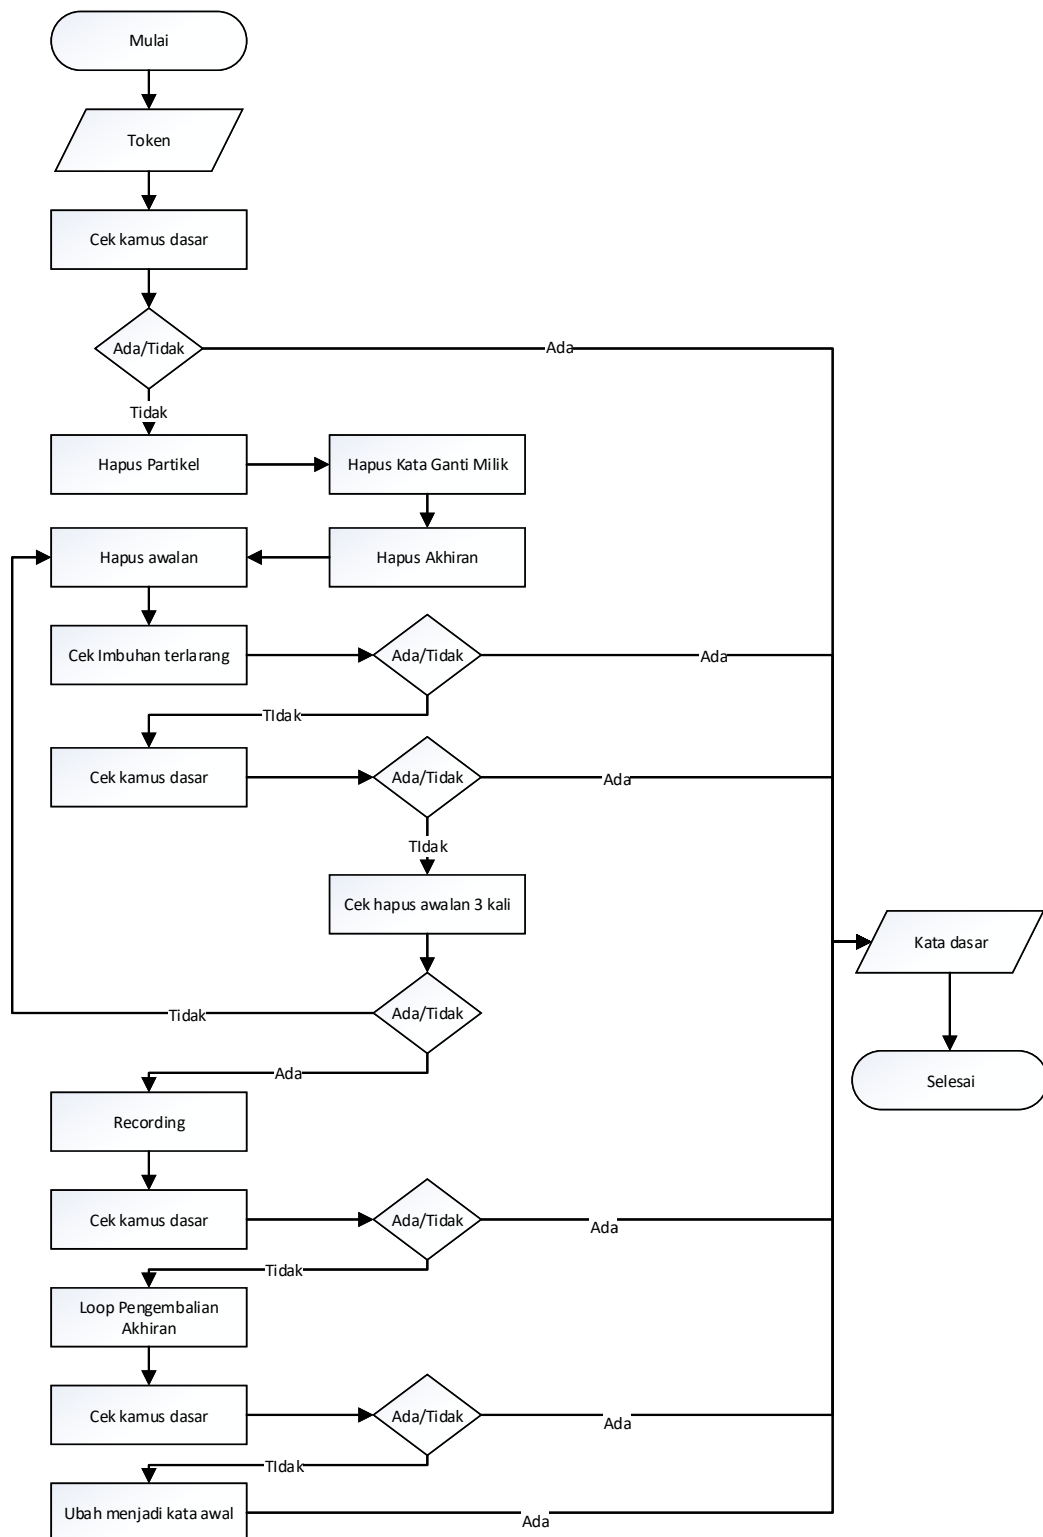 Mulai
Token
Cek kamus dasar
Ada/Tidak
Ada
Tidak
Hapus Partikel
Hapus Kata Ganti Milik
Hapus awalan
Hapus Akhiran
Cek Imbuhan terlarang
Ada/Tidak
Ada
TIdak
Cek kamus dasar
Ada/Tidak
Ada
TIdak
Cek hapus awalan 3 kali
Kata dasar
Ada/Tidak
Tidak
Ada
Selesai
Recording
Cek kamus dasar
Ada/Tidak
Ada
Tidak
Loop Pengembalian
Akhiran
Cek kamus dasar
Ada/Tidak
Ada
TIdak
Ubah menjadi kata awal
Ada